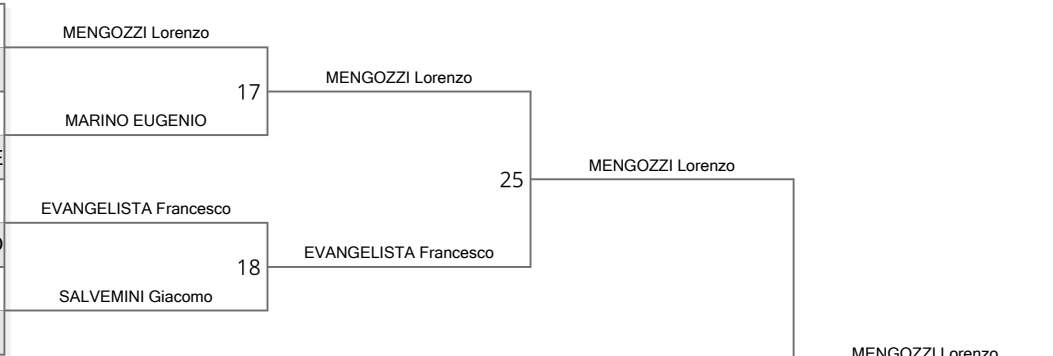 MENGOZZI Lorenzo
17
MARINO EUGENIO
MENGOZZI Lorenzo
EVANGELISTA Francesco
18
SALVEMINI Giacomo
EVANGELISTA Francesco
25
MENGOZZI Lorenzo
MENGOZZI Lorenzo